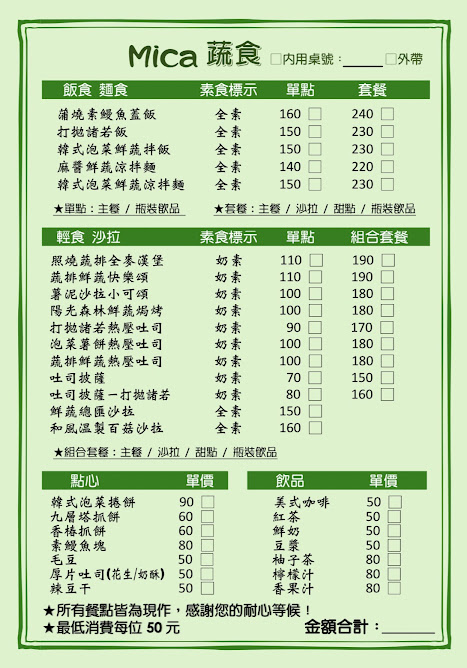 Mica 蔬食 □內用桌號：______ □外帶
飯食 麵食 素食標示 單點 套餐
蒲燒素鰻魚蓋飯 全素 160 □ 240 □
打拋諸若飯 全素 150 □ 230 □
韓式泡菜鮮蔬拌飯 全素 150 □ 230 □
麻醬鮮蔬涼拌麵 全素 140 □ 220 □
韓式泡菜鮮蔬涼拌麵 全素 150 □ 230 □
★單點：主餐 / 瓶裝飲品 ★套餐：主餐 / 沙拉 / 甜點 / 瓶裝飲品
輕食 沙拉 素食標示 單點 組合套餐
照燒蔬排全麥漢堡 奶素 110 □ 190 □
蔬排鮮蔬快樂頌 奶素 110 □ 190 □
薯泥沙拉小可頌 奶素 100 □ 180 □
陽光森林鮮蔬焗烤 奶素 100 □ 180 □
打拋諸若熱壓吐司 奶素 90 □ 170 □
泡菜薯餅熱壓吐司 奶素 100 □ 180 □
蔬排鮮蔬熱壓吐司 奶素 100 □ 180 □
吐司披薩 奶素 70 □ 150 □
吐司披薩－打拋諸若 奶素 80 □ 160 □
鮮蔬總匯沙拉 全素 150 □
和風溫製百菇沙拉 全素 160 □
★組合套餐：主餐 / 沙拉 / 甜點 / 瓶裝飲品
點心 單價
韓式泡菜捲餅 90 □
九層塔抓餅 60 □
香椿抓餅 60 □
素鰻魚塊 80 □
毛豆 50 □
厚片吐司(花生/奶酥) 50 □
辣豆干 50 □
飲品 單價
美式咖啡 50 □
紅茶 50 □
鮮奶 50 □
豆漿 50 □
柚子茶 80 □
檸檬汁 80 □
香果汁 80 □
★所有餐點皆為現作，感謝您的耐心等候！
★最低消費每位 50 元 金額合計：______